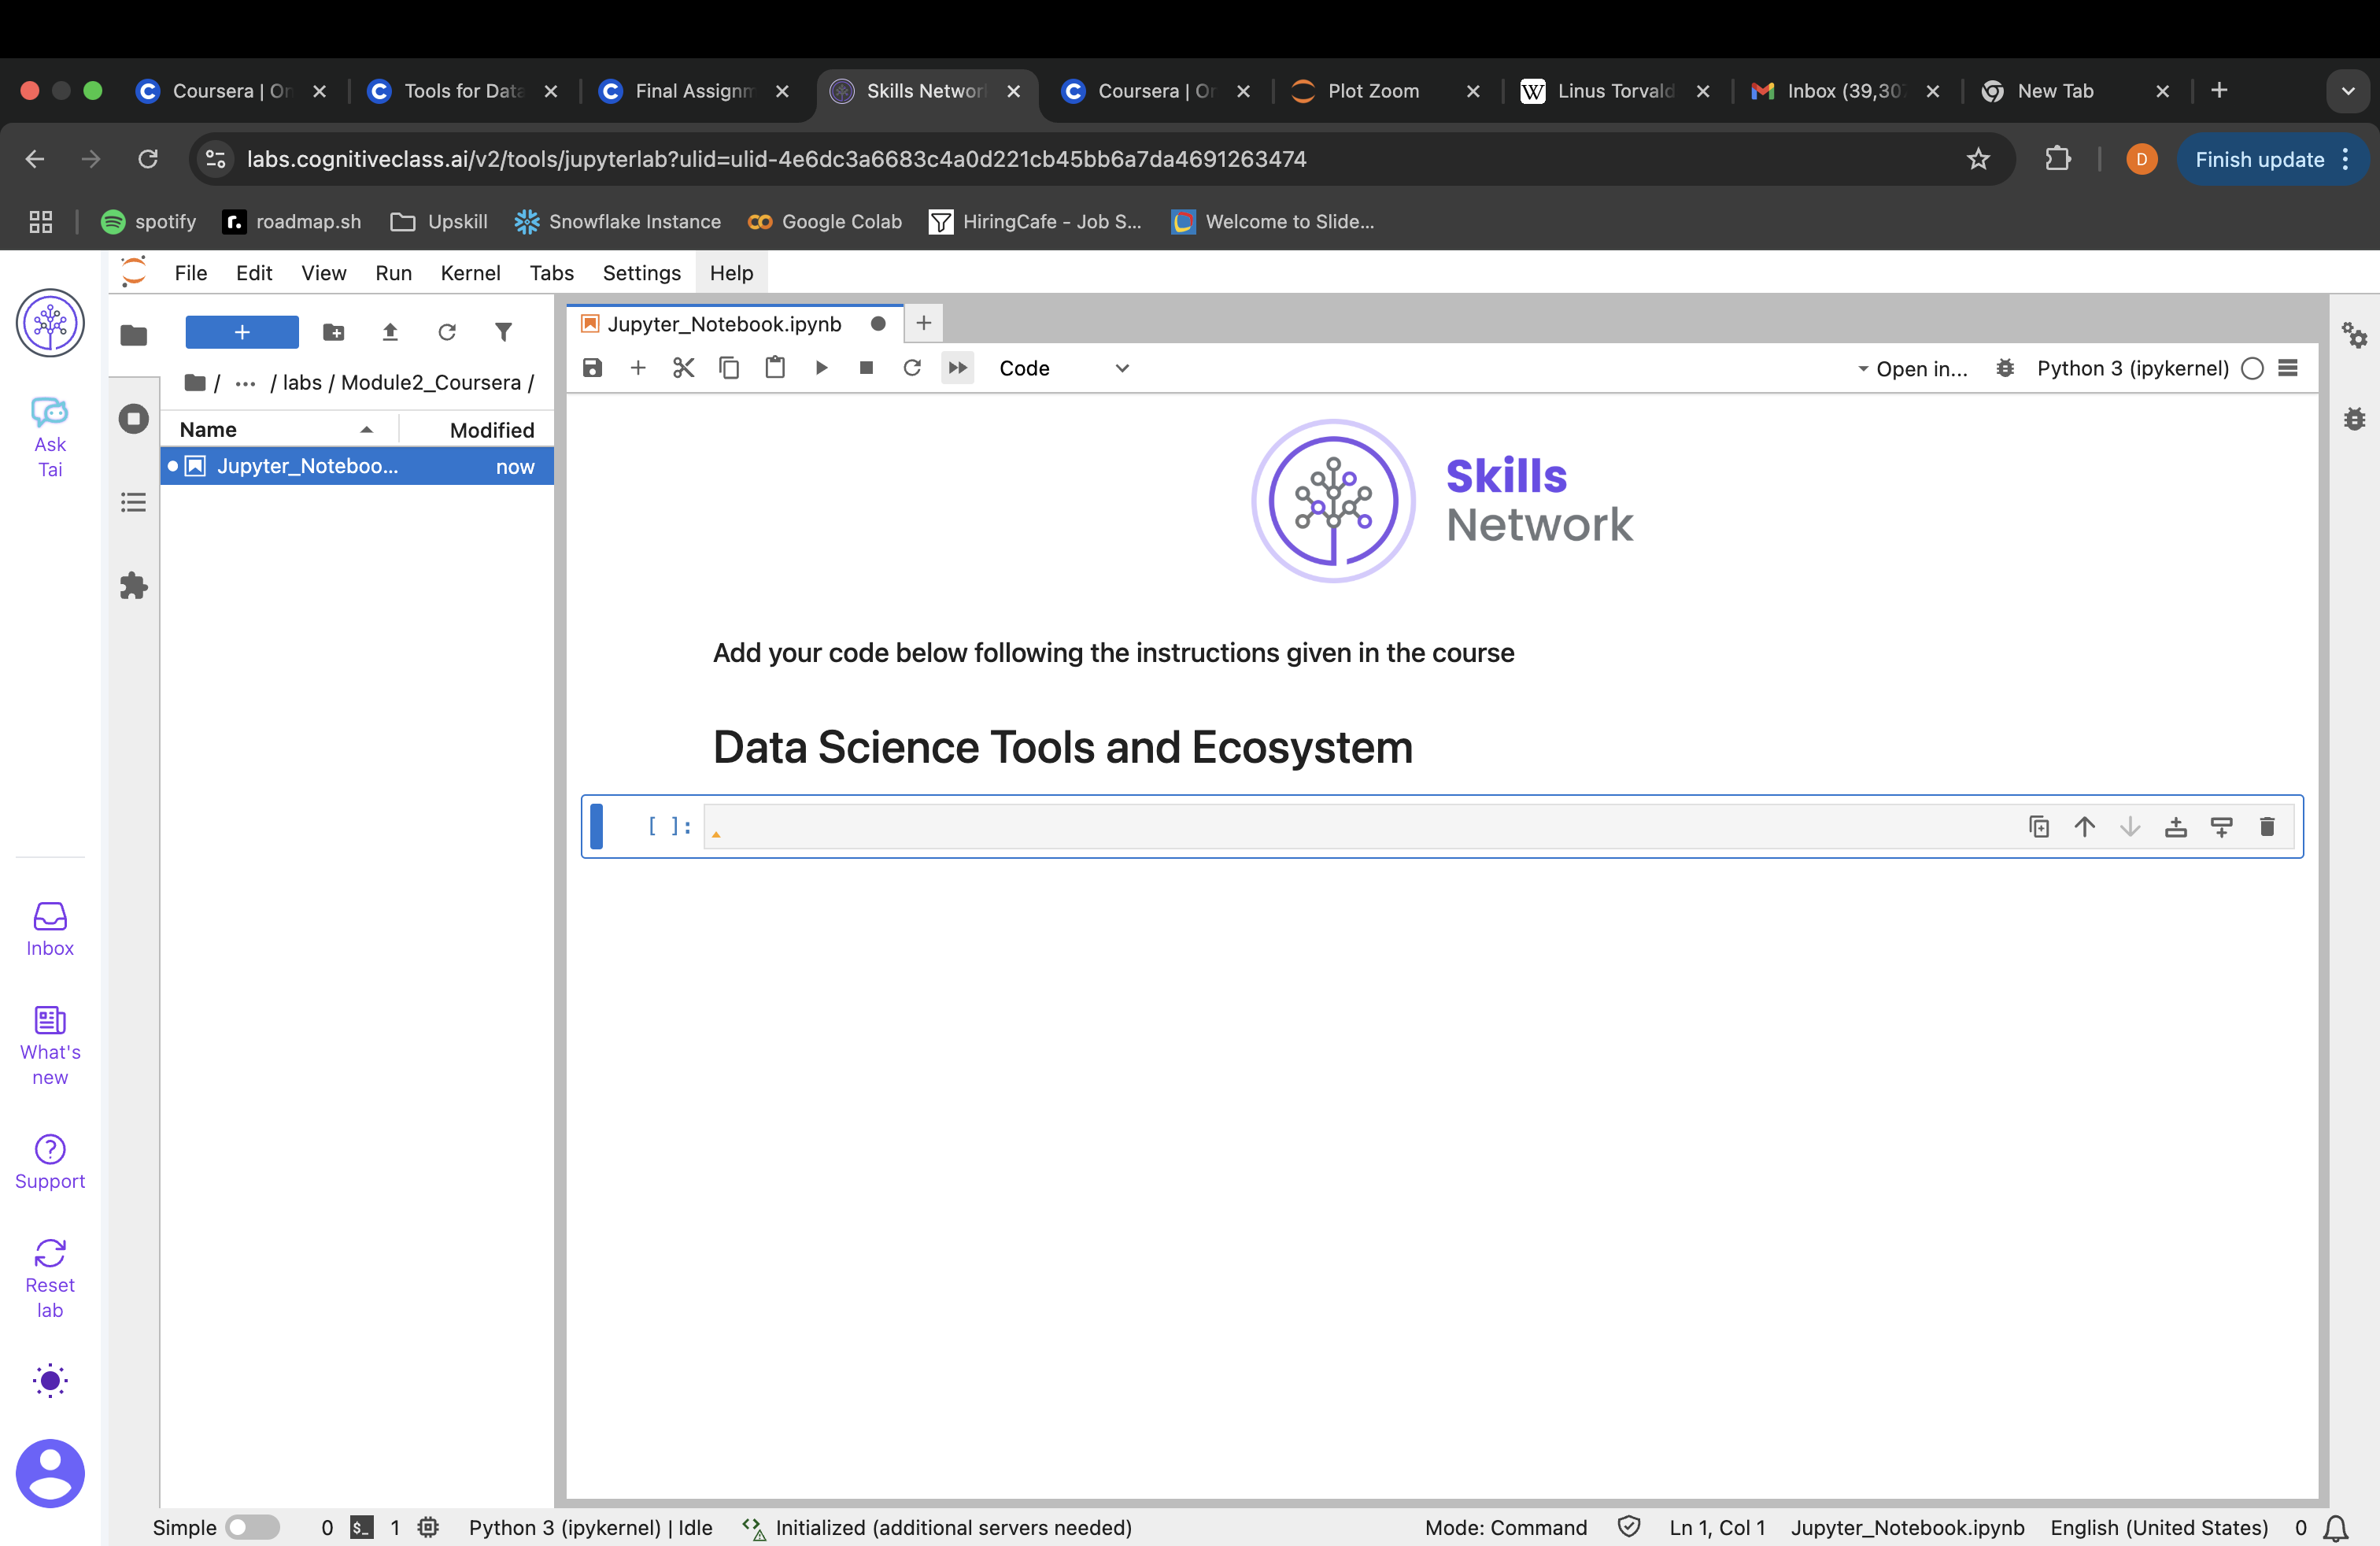 Coursera | On
Tools for Data
Final Assignm
Skills Networ
Coursera | On
Plot Zoom
Linus Torvald
Inbox (39,307
New Tab
labs.cognitiveclass.ai/v2/tools/jupyterlab?ulid=ulid-4e6dc3a6683c4a0d221cb45bb6a7da4691263474
D
Finish update
spotify
roadmap.sh
Upskill
Snowflake Instance
Google Colab
HiringCafe - Job S...
Welcome to Slide...
File
Edit
View
Run
Kernel
Tabs
Settings
Help
Ask
Tai
Inbox
What's
new
Support
Reset
lab
/ ··· / labs / Module2_Coursera /
Name
Modified
Jupyter_Noteboo...
now
Jupyter_Notebook.ipynb
Code
Open in...
Python 3 (ipykernel)
Skills
Network
Add your code below following the instructions given in the course
Data Science Tools and Ecosystem
[ ]:
Simple
0
1
Python 3 (ipykernel) | Idle
Initialized (additional servers needed)
Mode: Command
Ln 1, Col 1
Jupyter_Notebook.ipynb
English (United States)
0